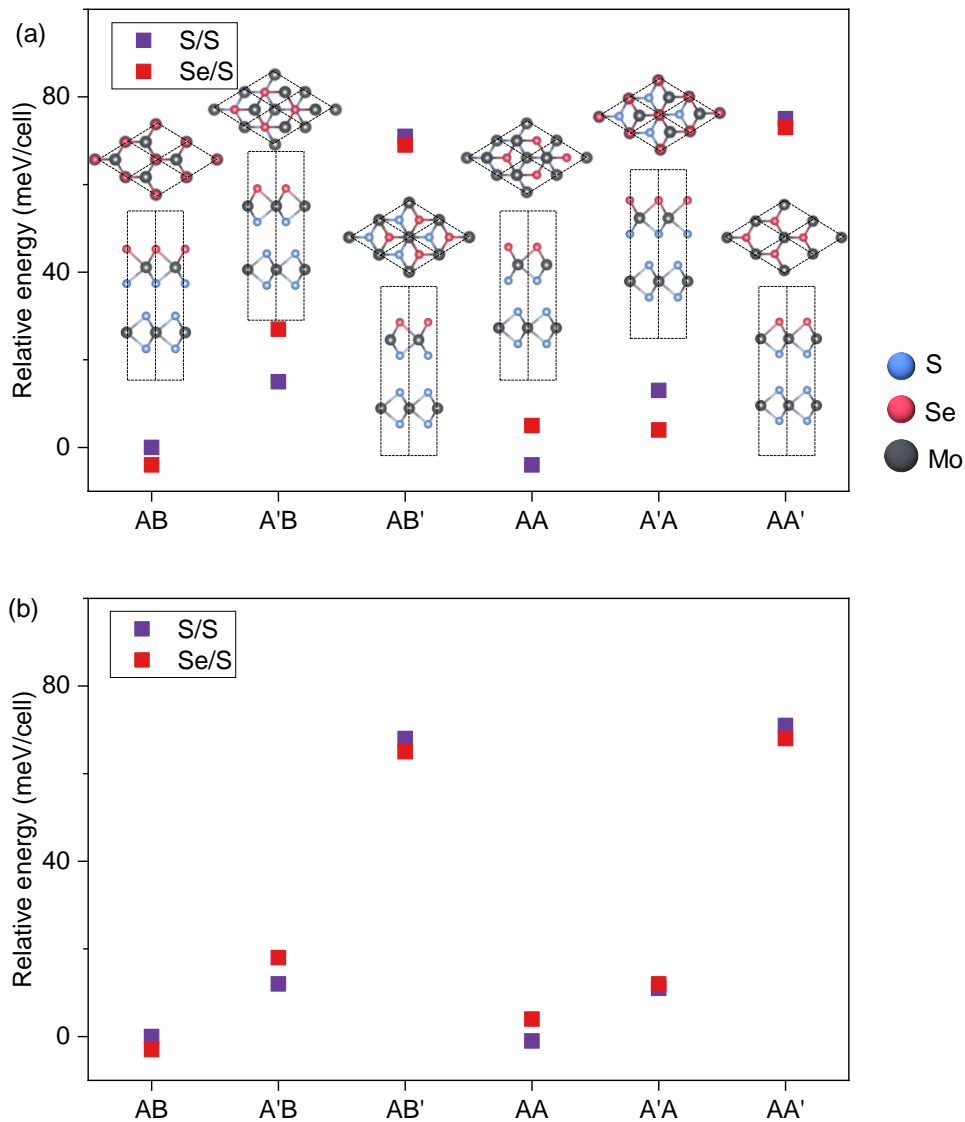 (a)
S/S
Se/S
Relative energy (meV/cell)
80
40
0
AB A'B AB' AA A'A AA'
S
Se
Mo
(b)
S/S
Se/S
Relative energy (meV/cell)
80
40
0
AB A'B AB' AA A'A AA'